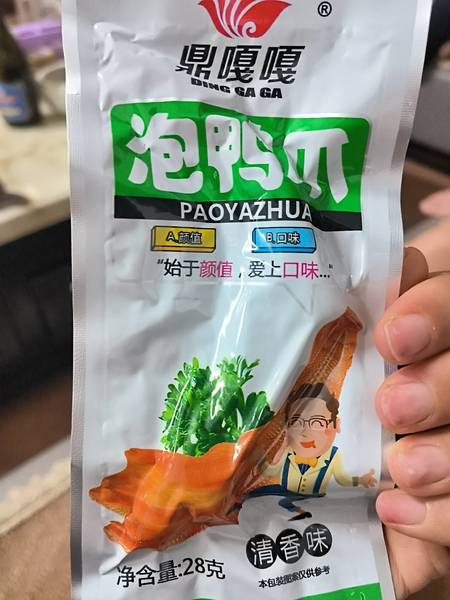 ®
鼎嘎嘎
DING GA GA
泡鸭爪
PAOYAZHUA
A.颜值 B.口味
“始于颜值，爱上口味...”
清香味
净含量:28克
本包装图案仅供参考